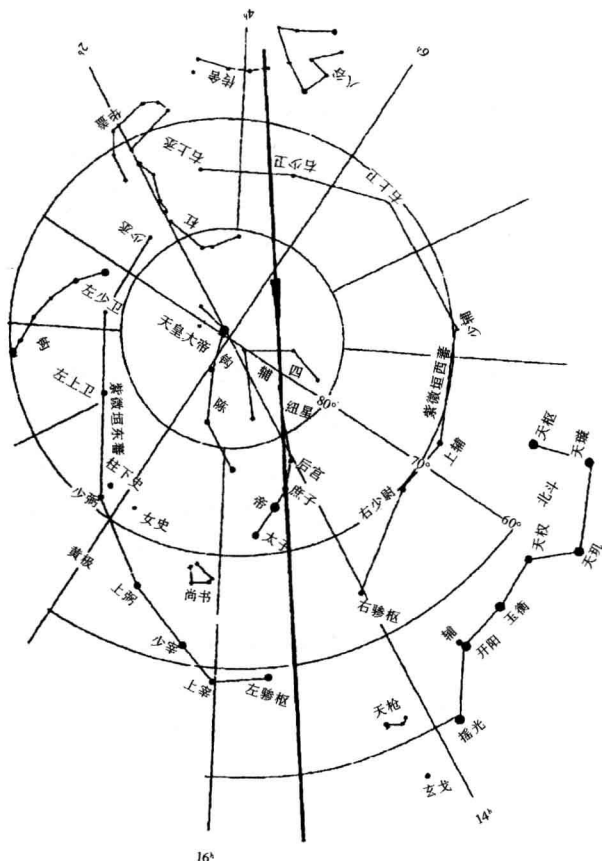 4ʰ
2ʰ
6ʰ
传舍
八谷
华盖
右上丞
右少卫
右上卫
杠
少丞
左少卫
钩
天皇大帝
钩
辅
四
少辅
左上卫
陈
纽星
80°
紫微垣西蕃
紫微垣东蕃
天枢
天璇
后宫
70°
上辅
柱下史
帝
庶子
右少尉
北斗
少弼
女史
太子
60°
天权
天玑
黄极
上弼
尚书
右骖枢
玉衡
辅
开阳
少宰
上宰
左骖枢
天枪
摇光
玄戈
14ʰ
16ʰ